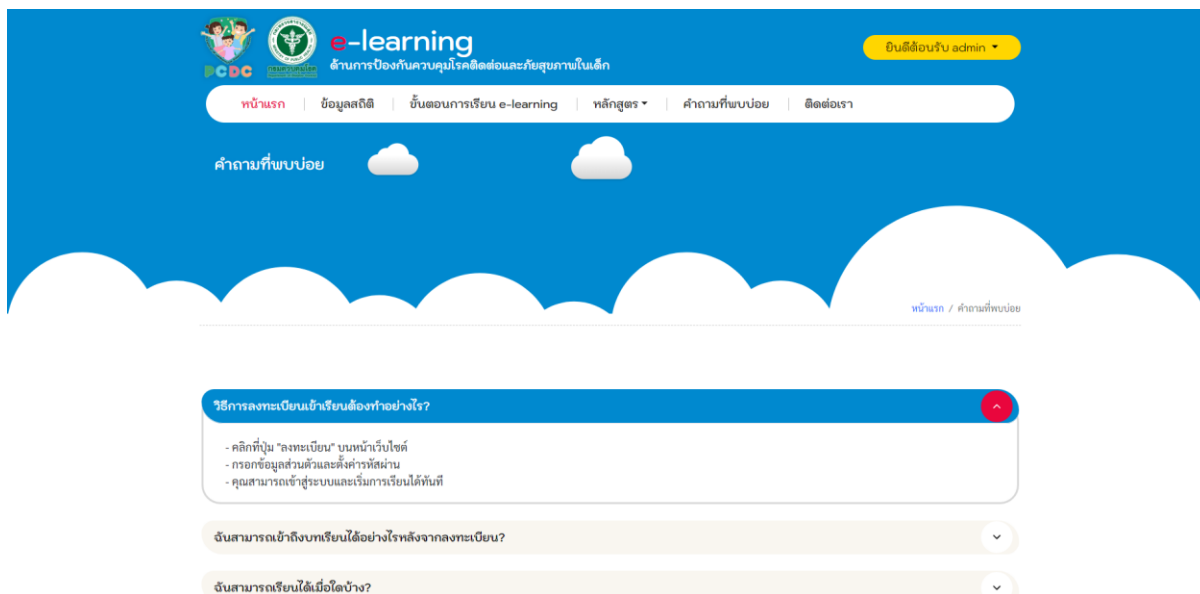 e-learning
ด้านการป้องกันควบคุมโรคติดต่อและภัยสุขภาพในเด็ก
PCDC
กรมควบคุมโรค
ยินดีต้อนรับ admin
หน้าแรก
ข้อมูลสถิติ
ขั้นตอนการเรียน e-learning
หลักสูตร
คำถามที่พบบ่อย
ติดต่อเรา
คำถามที่พบบ่อย
หน้าแรก / คำถามที่พบบ่อย
วิธีการลงทะเบียนเข้าเรียนต้องทำอย่างไร?
- คลิกที่ปุ่ม "ลงทะเบียน" บนหน้าเว็บไซต์
- กรอกข้อมูลส่วนตัวและตั้งค่ารหัสผ่าน
- คุณสามารถเข้าสู่ระบบและเริ่มการเรียนได้ทันที
ฉันสามารถเข้าถึงบทเรียนได้อย่างไรหลังจากลงทะเบียน?
ฉันสามารถเรียนได้เมื่อใดบ้าง?